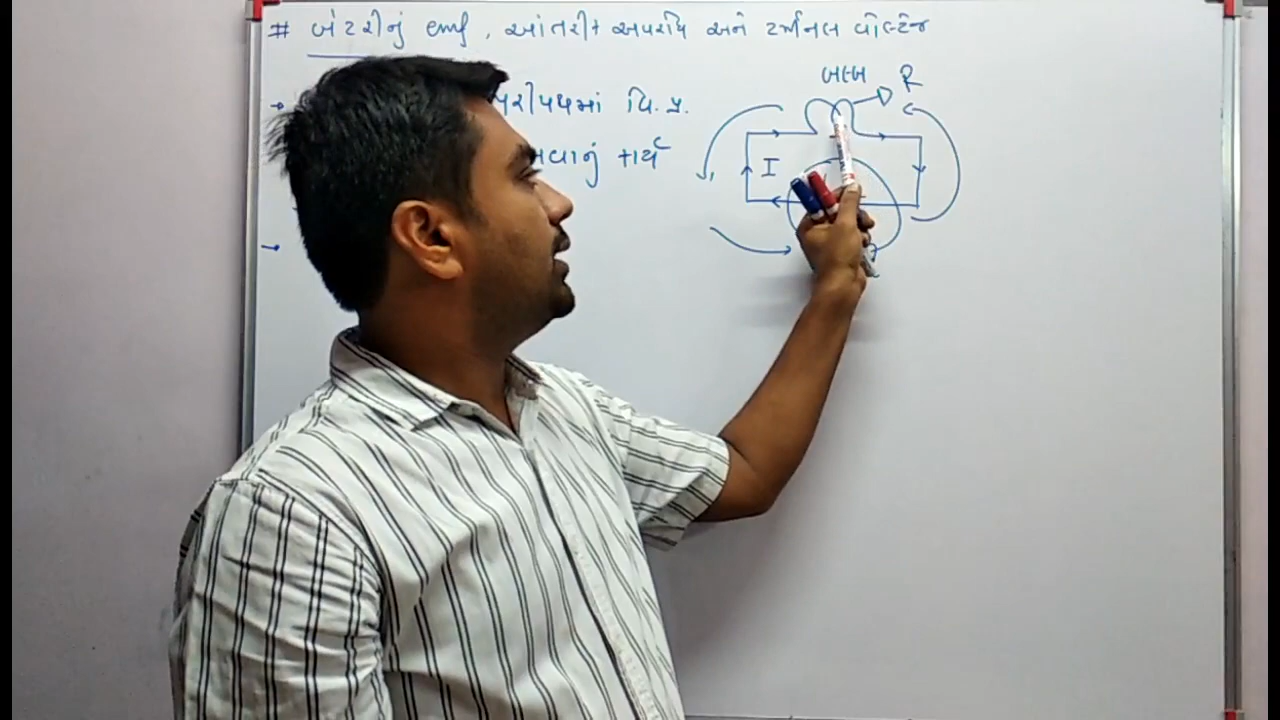 # બેટરીનું emf, આંતરીક અવરોધ અને ટર્મિનલ વોલ્ટેજ
→ પરીપથમાં વિ. પ્ર.
વાનું કાર્ય
→
બલ્બ R
I